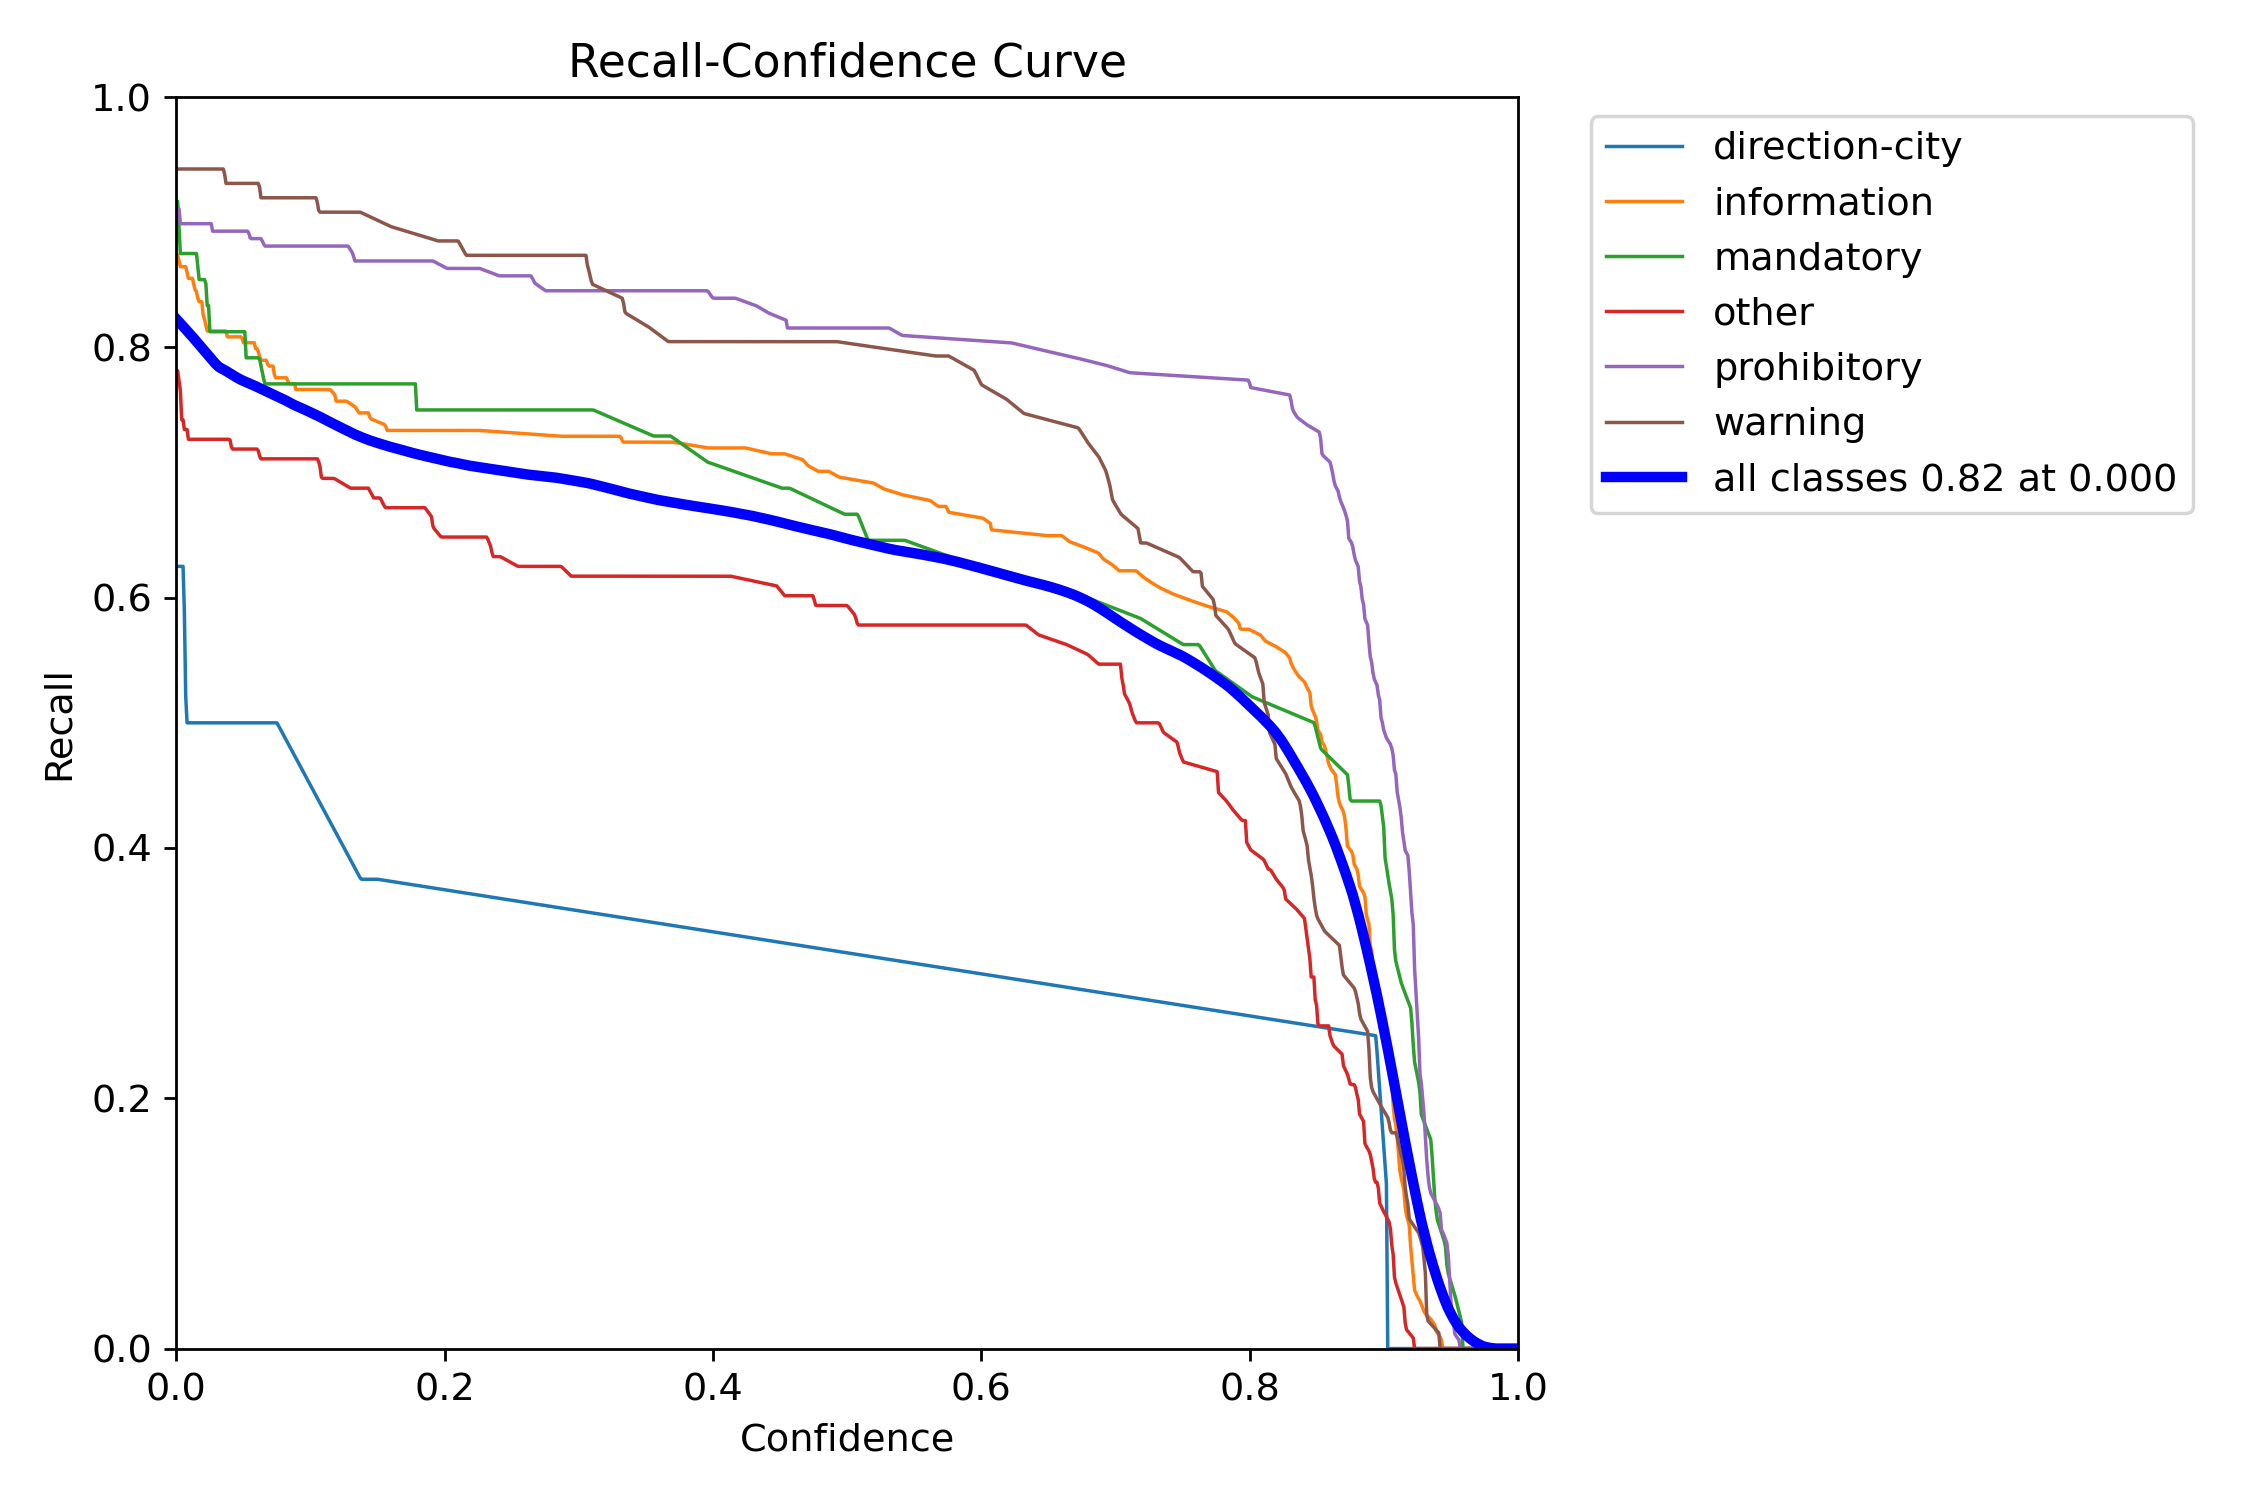 Recall-Confidence Curve
1.0
0.8
0.6
0.4
0.2
0.0
Recall
0.0 0.2 0.4 0.6 0.8 1.0
Confidence
direction-city
information
mandatory
other
prohibitory
warning
all classes 0.82 at 0.000